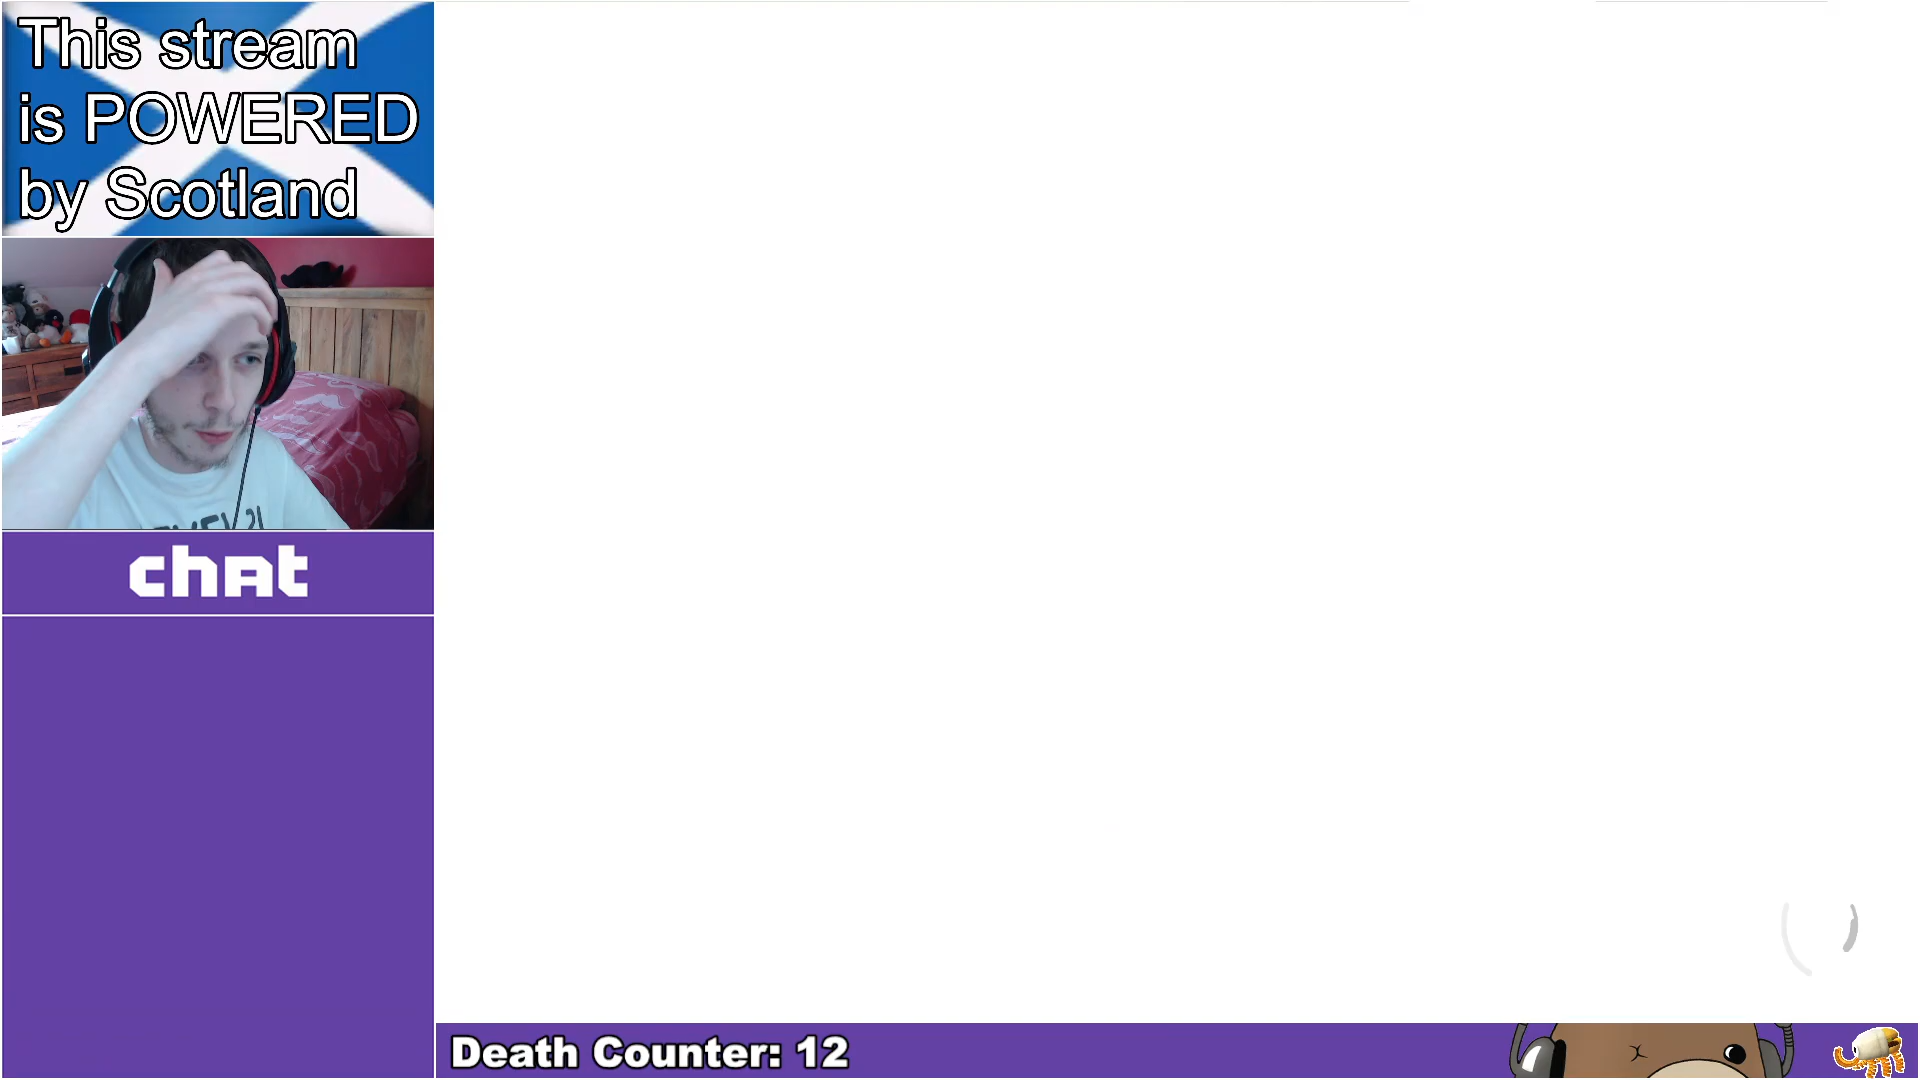 This stream
is POWERED
by Scotland
chat
Death Counter: 12